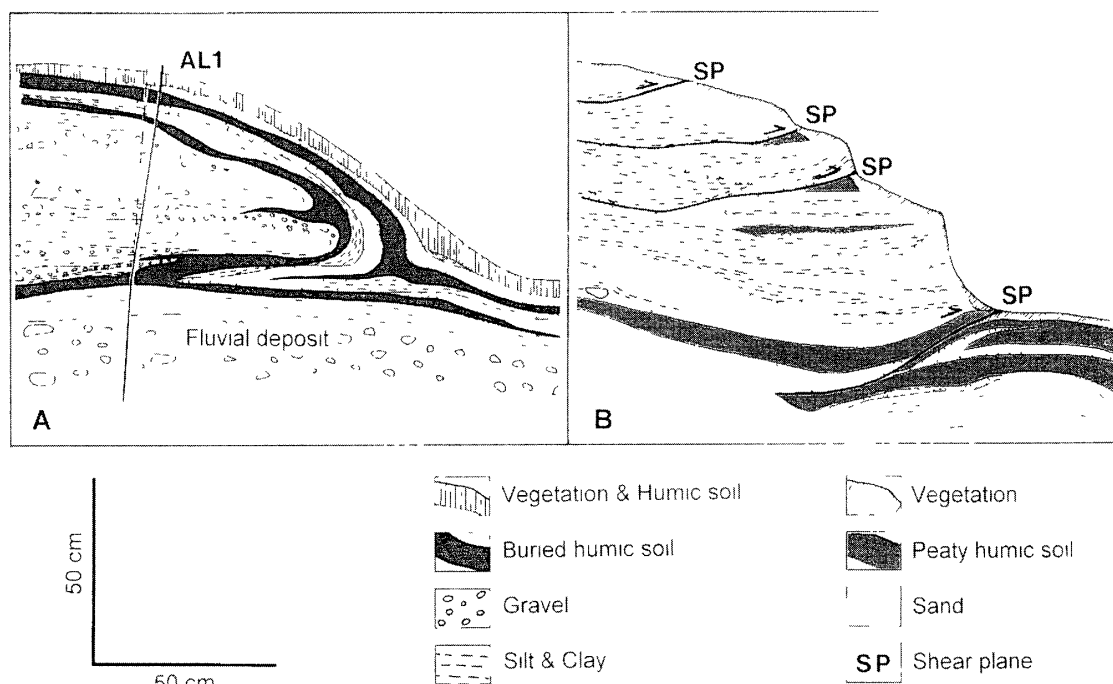 AL1
Fluvial deposit
A
SP
SP
SP
SP
B
50 cm
50 cm
Vegetation & Humic soil
Buried humic soil
Gravel
Silt & Clay
Vegetation
Peaty humic soil
Sand
SP Shear plane